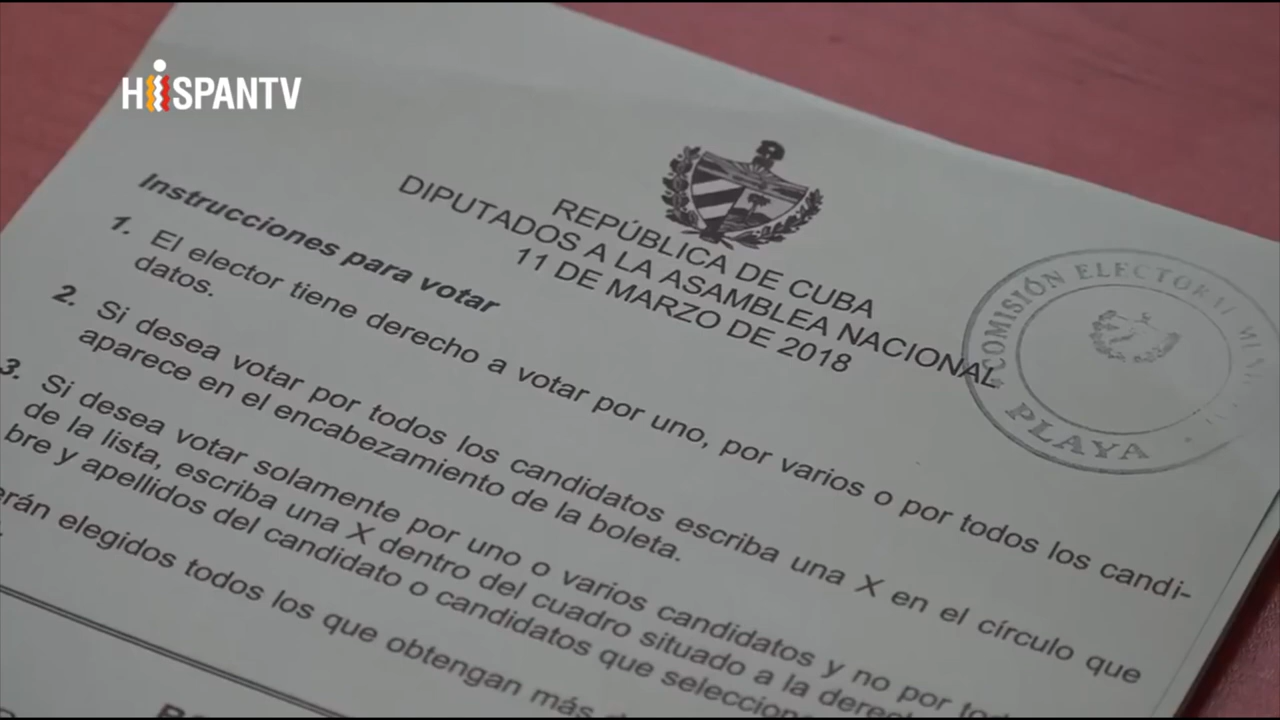 HISPANTV
REPÚBLICA DE CUBA
DIPUTADOS A LA ASAMBLEA NACIONAL
11 DE MARZO DE 2018
COMISIÓN ELECTORAL
PLAYA
Instrucciones para votar
1. El elector tiene derecho a votar por uno, por varios o por todos los candi-
datos.
2. Si desea votar por todos los candidatos escriba una X en el círculo que
aparece en el encabezamiento de la boleta.
3. Si desea votar solamente por uno o varios candidatos y no por
de la lista, escriba una X dentro del cuadro situado a la
bre y apellidos del candidato o candidatos que
elegidos todos los que obtengan más